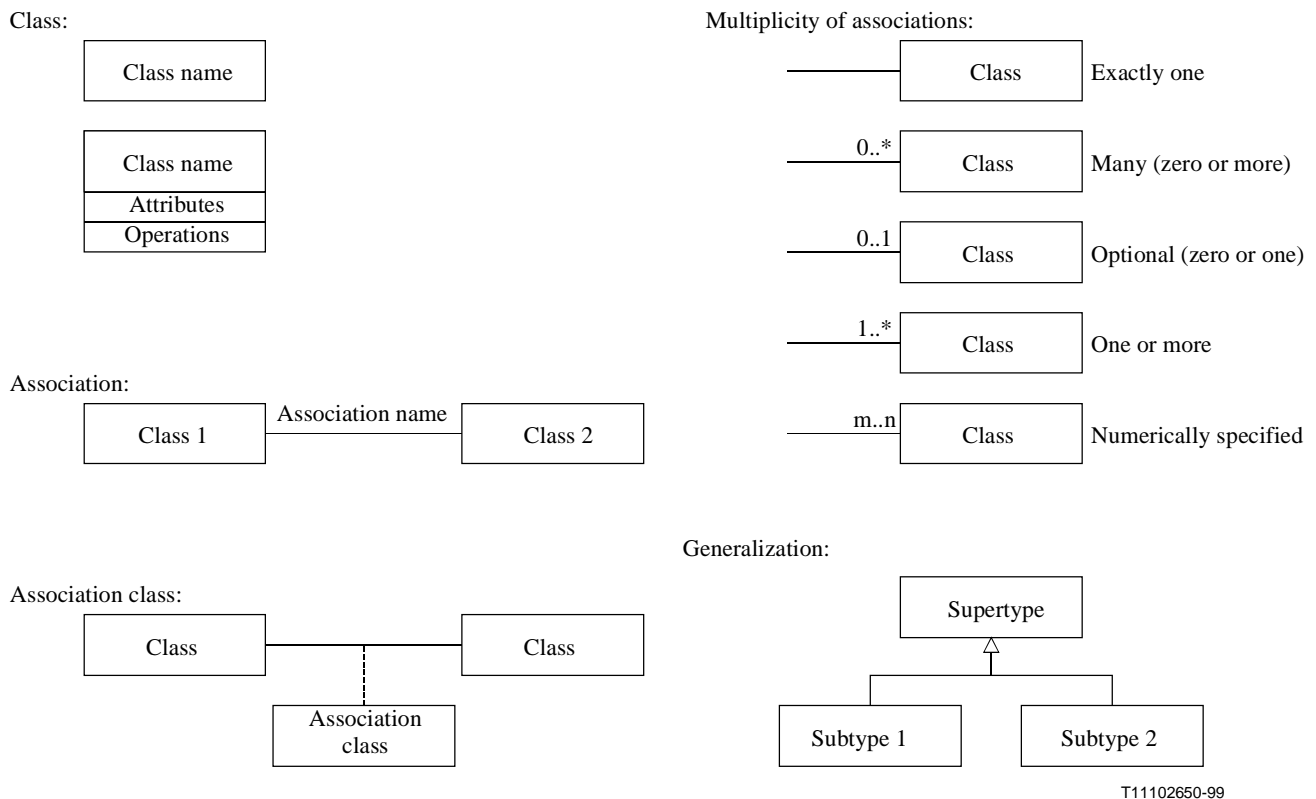 Class:
Class name
Class name
Attributes
Operations
Association:
Class 1
Association name
Class 2
Association class:
Class
Class
Association
class
Multiplicity of associations:
Class
Exactly one
0..*
Class
Many (zero or more)
0..1
Class
Optional (zero or one)
1..*
Class
One or more
m..n
Class
Numerically specified
Generalization:
Supertype
Subtype 1
Subtype 2
T11102650-99